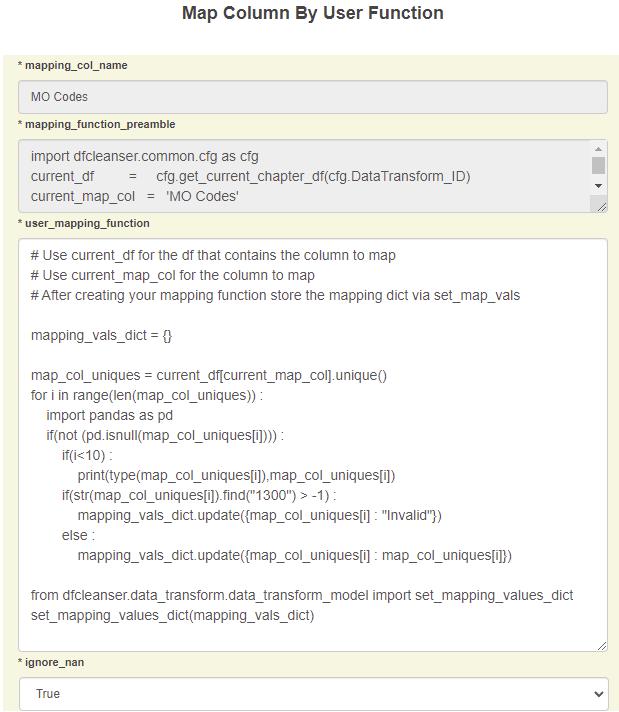 Map Column By User Function
* mapping_col_name
MO Codes
* mapping_function_preamble
import dfcleanser.common.cfg as cfg
current_df = cfg.get_current_chapter_df(cfg.DataTransform_ID)
current_map_col = 'MO Codes'
* user_mapping_function
# Use current_df for the df that contains the column to map
# Use current_map_col for the column to map
# After creating your mapping function store the mapping dict via set_map_vals

mapping_vals_dict = {}

map_col_uniques = current_df[current_map_col].unique()
for i in range(len(map_col_uniques)) :
    import pandas as pd
    if(not (pd.isnull(map_col_uniques[i]))) :
        if(i<10) :
            print(type(map_col_uniques[i]),map_col_uniques[i])
        if(str(map_col_uniques[i]).find("1300") > -1) :
            mapping_vals_dict.update({map_col_uniques[i] : "Invalid"})
        else :
            mapping_vals_dict.update({map_col_uniques[i] : map_col_uniques[i]})

from dfcleanser.data_transform.data_transform_model import set_mapping_values_dict
set_mapping_values_dict(mapping_vals_dict)
* ignore_nan
True